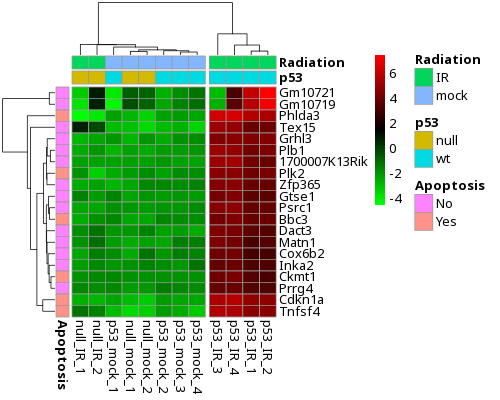 Radiation
p53
Gm10721
Gm10719
Phlda3
Tex15
Grhl3
Plb1
1700007K13Rik
Plk2
Zfp365
Gtse1
Psrc1
Bbc3
Dact3
Matn1
Cox6b2
Inka2
Ckmt1
Prrg4
Cdkn1a
Tnfsf4
Apoptosis
null_IR_1
null_IR_2
p53_mock_1
null_mock_1
null_mock_2
p53_mock_2
p53_mock_3
p53_mock_4
p53_IR_3
p53_IR_4
p53_IR_1
p53_IR_2
6
4
2
0
-2
-4
Radiation
IR
mock
p53
null
wt
Apoptosis
No
Yes